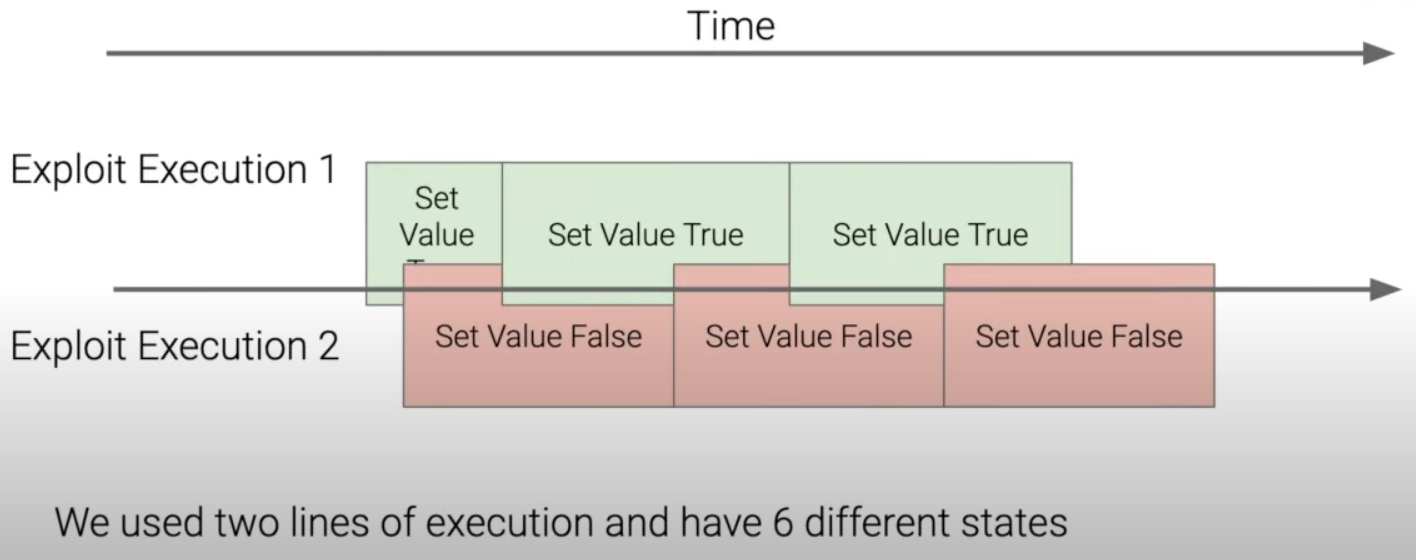 Time
Exploit Execution 1
Set
Value
Set Value True
Set Value True
Exploit Execution 2
Set Value False
Set Value False
Set Value False
We used two lines of execution and have 6 different states